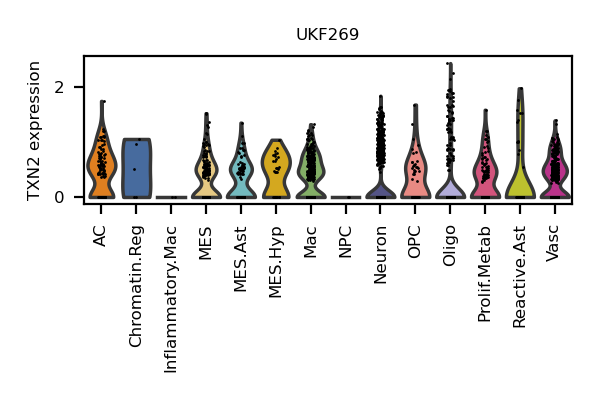 UKF269
TXN2 expression
2
0
AC
Chromatin.Reg
Inflammatory.Mac
MES
MES.Ast
MES.Hyp
Mac
NPC
Neuron
OPC
Oligo
Prolif.Metab
Reactive.Ast
Vasc